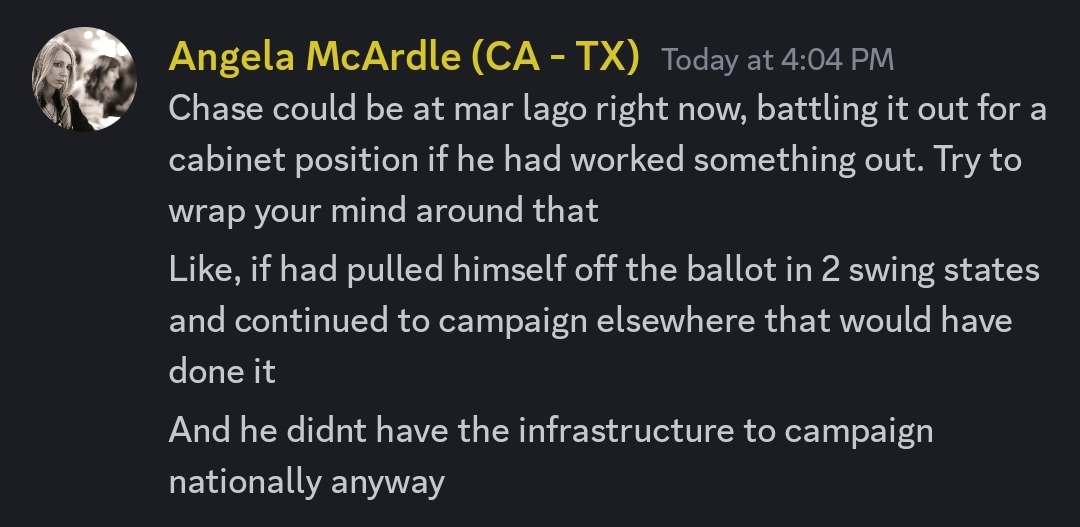 Angela McArdle (CA - TX) Today at 4:04 PM
Chase could be at mar lago right now, battling it out for a
cabinet position if he had worked something out. Try to
wrap your mind around that
Like, if had pulled himself off the ballot in 2 swing states
and continued to campaign elsewhere that would have
done it
And he didnt have the infrastructure to campaign
nationally anyway